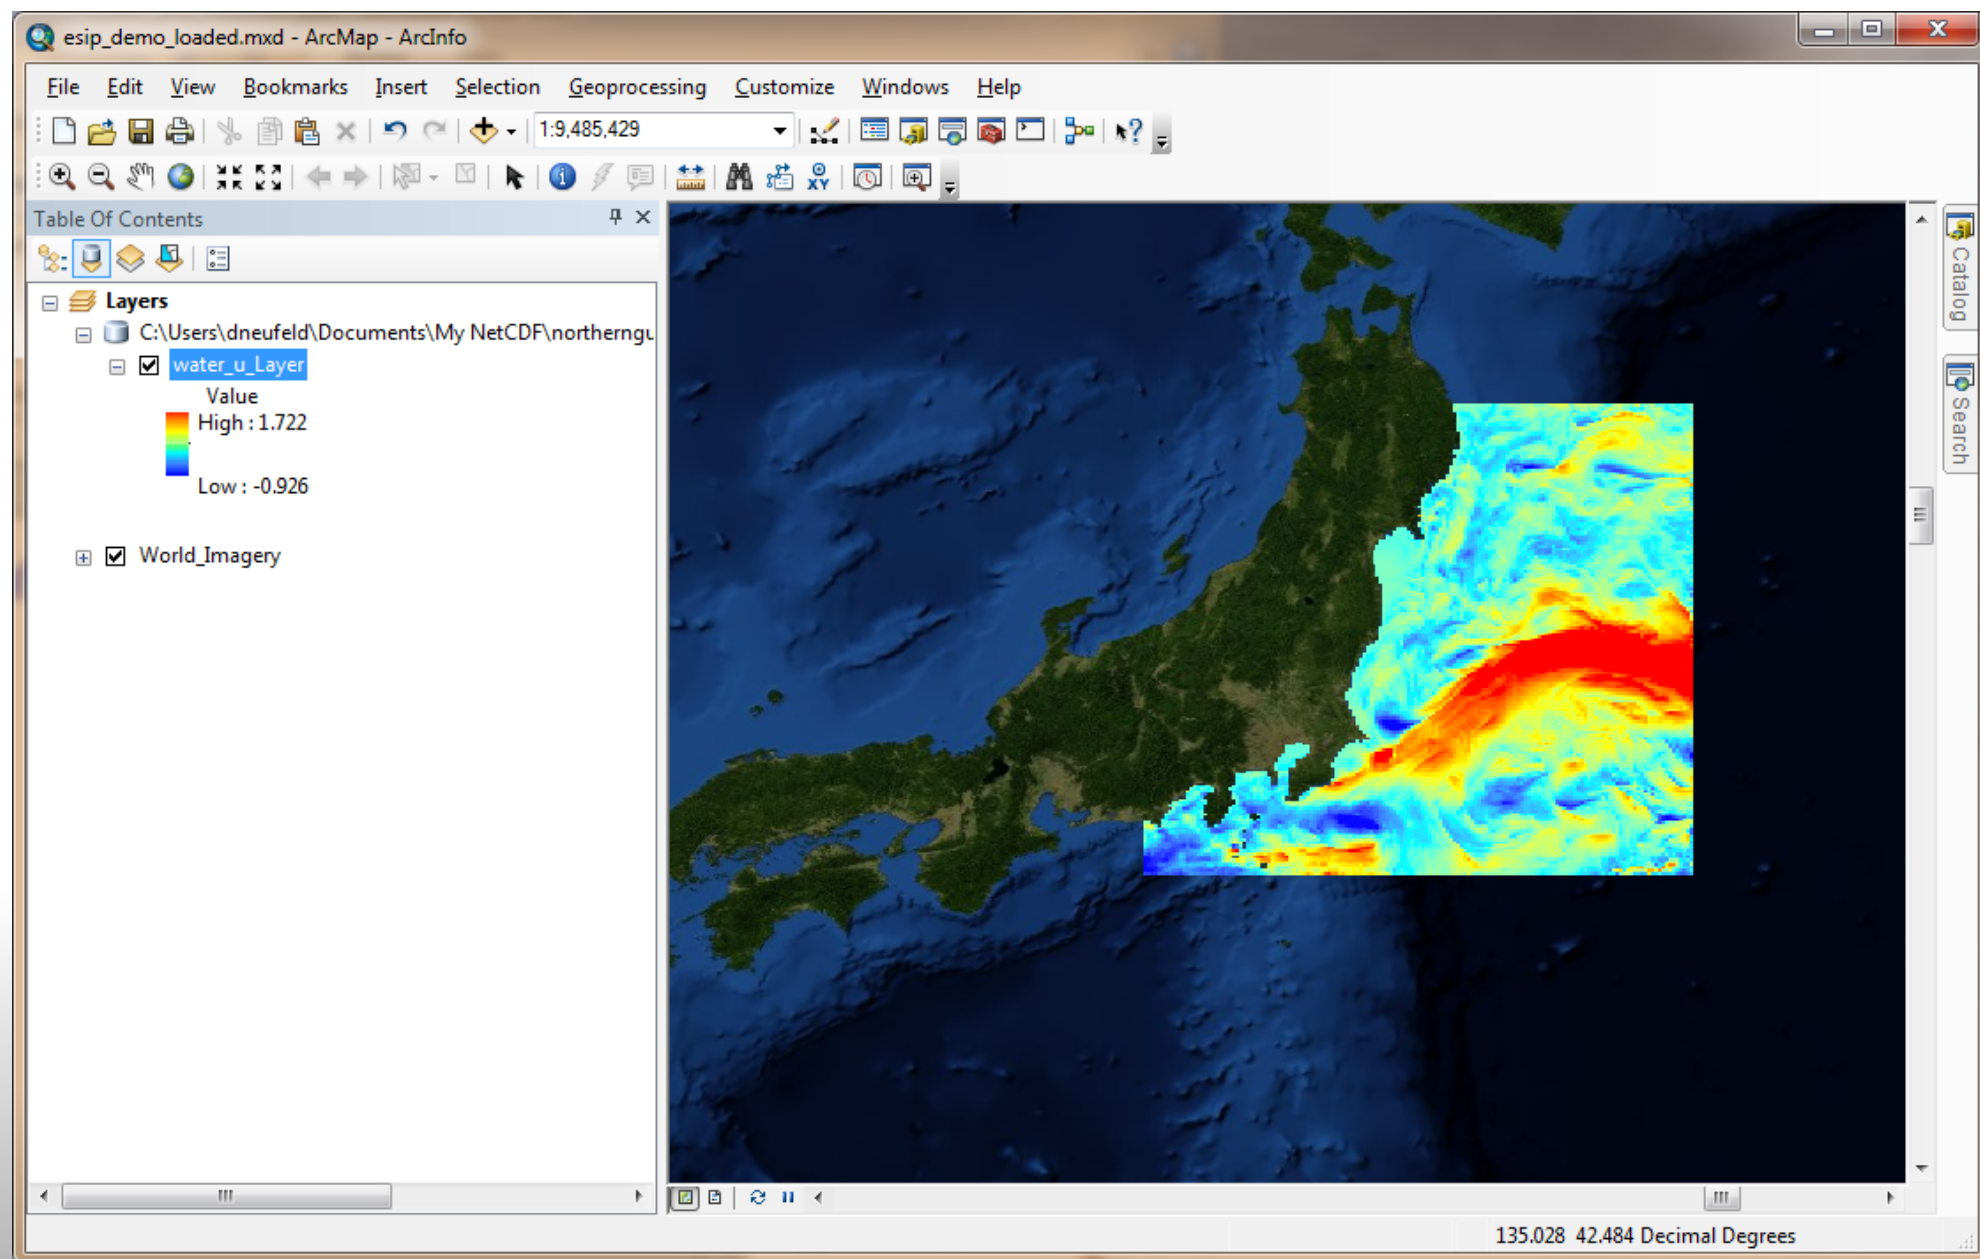 esip_demo_loaded.mxd - ArcMap - ArcInfo
File Edit View Bookmarks Insert Selection Geoprocessing Customize Windows Help
1:9,485,429
XY
Table Of Contents
Layers
C:\Users\dneufeld\Documents\My NetCDF\northerngu
water_u_Layer
Value
High : 1.722
Low : -0.926
World_Imagery
Catalog
Search
135.028 42.484 Decimal Degrees